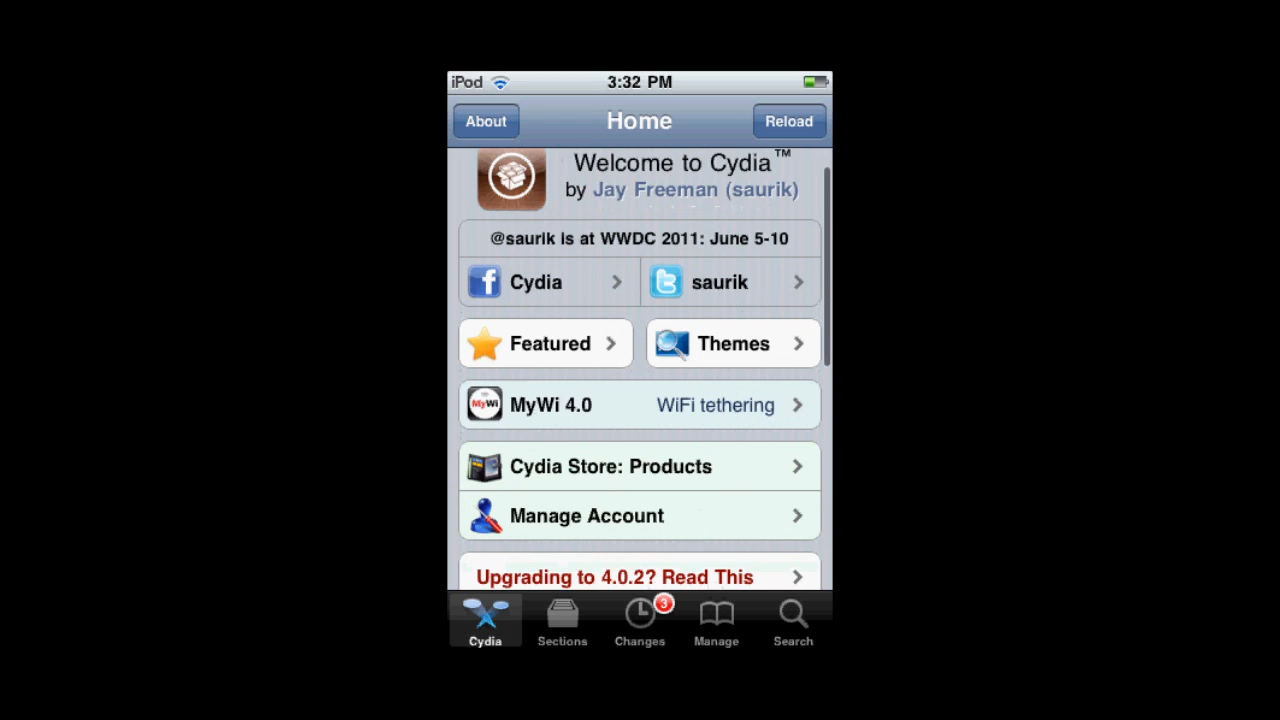 iPod 3:32 PM
About Home Reload
Welcome to Cydia™
by Jay Freeman (saurik)
@saurik is at WWDC 2011: June 5-10
Cydia saurik
Featured Themes
MyWi MyWi 4.0 WiFi tethering
Cydia Store: Products
Manage Account
Upgrading to 4.0.2? Read This
3
Cydia Sections Changes Manage Search